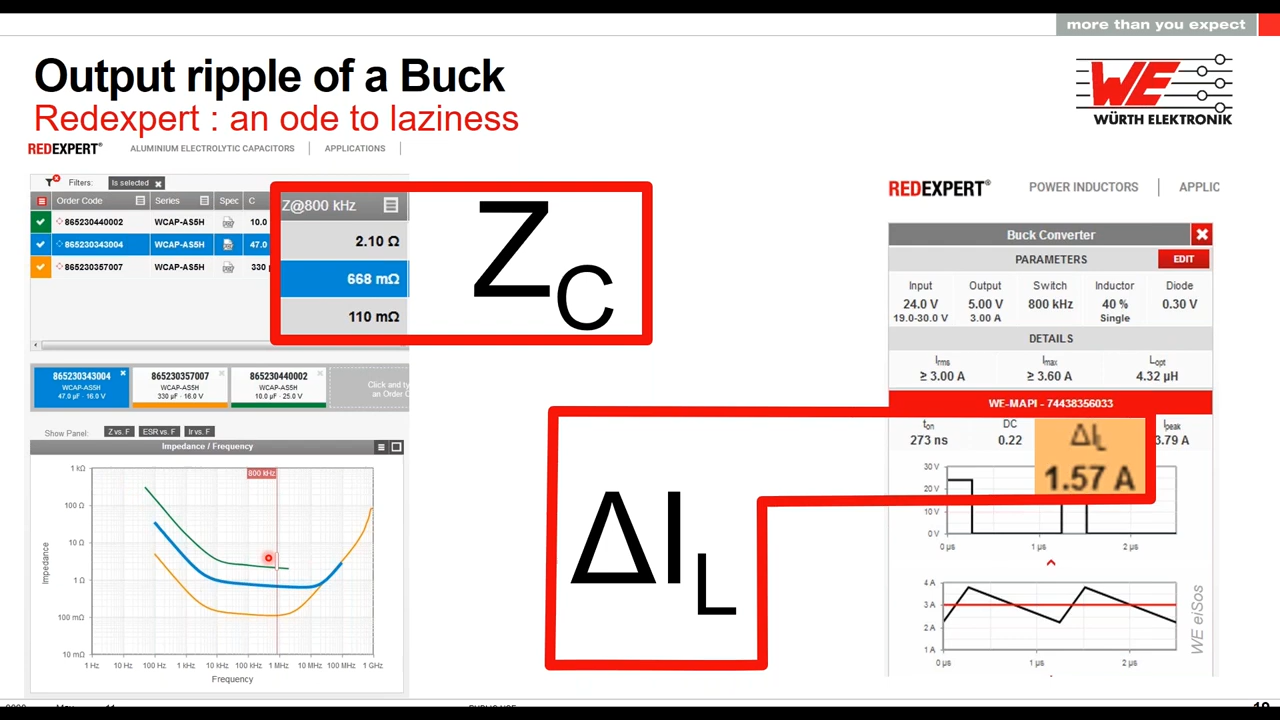 more than you expect
Output ripple of a Buck
Redexpert : an ode to laziness
WE
WÜRTH ELEKTRONIK
REDEXPERT® ALUMINIUM ELECTROLYTIC CAPACITORS | APPLICATIONS |
Filters: Is selected ×
Order Code Series Spec C
865230440002 WCAP-AS5H 10.0
865230343004 WCAP-AS5H 47.0
865230357007 WCAP-AS5H 330
Z@800 kHz
2.10 Ω
668 mΩ
110 mΩ
Z_C
865230343004 × 865230357007 × 865230440002 ×
WCAP-AS5H WCAP-AS5H WCAP-AS5H
47.0 µF - 16.0 V 330 µF - 16.0 V 10.0 µF - 25.0 V
Click and ty
an Order C
Show Panel: Z vs. F ESR vs. F Ir vs. F
Impedance / Frequency
800 kHz
1 kΩ
100 Ω
10 Ω
1 Ω
100 mΩ
10 mΩ
Impedance
1 Hz 10 Hz 100 Hz 1 kHz 10 kHz 100 kHz 1 MHz 10 MHz 100 MHz 1 GHz
Frequency
ΔI_L
REDEXPERT® POWER INDUCTORS | APPLIC
Buck Converter ×
PARAMETERS EDIT
Input Output Switch Inductor Diode
24.0 V 5.00 V 800 kHz 40 % 0.30 V
19.0-30.0 V 3.00 A Single
DETAILS
Irms Imax Lopt
≥ 3.00 A ≥ 3.60 A 4.32 µH
WE-MAPI - 74438356033
ton DC ΔIL Ipeak
273 ns 0.22 1.57 A 3.79 A
30 V
20 V
10 V
0 V
0 µs 1 µs 2 µs
4 A
3 A
2 A
1 A
0 µs 1 µs 2 µs
WE eiSos